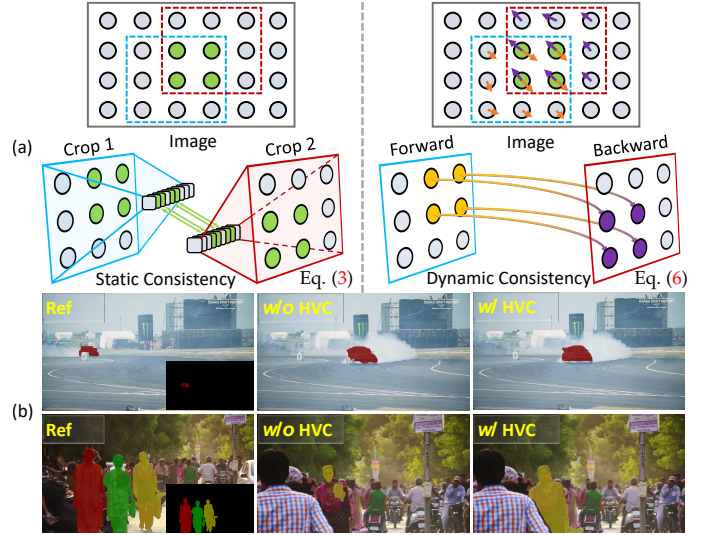 Image
Image
(a)
Crop 1
Crop 2
Forward
Backward
Static Consistency
Eq. (3)
Dynamic Consistency
Eq. (6)
(b)
Ref
w/o HVC
w/ HVC
Ref
w/o HVC
w/ HVC